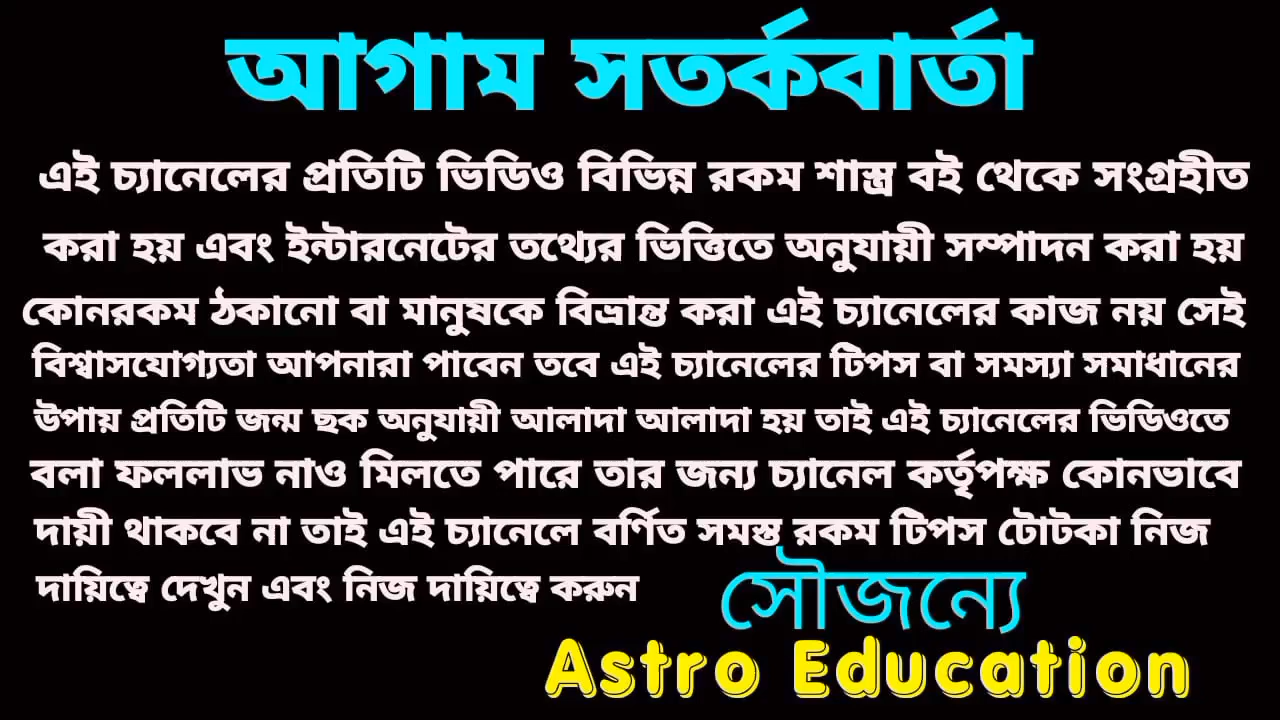 আগাম সতর্কবার্তা
এই চ্যানেলের প্রতিটি ভিডিও বিভিন্ন রকম শাস্ত্র বই থেকে সংগ্রহীত
করা হয় এবং ইন্টারনেটের তথ্যের ভিত্তিতে অনুযায়ী সম্পাদন করা হয়
কোনরকম ঠকানো বা মানুষকে বিভ্রান্ত করা এই চ্যানেলের কাজ নয় সেই
বিশ্বাসযোগ্যতা আপনারা পাবেন তবে এই চ্যানেলের টিপস বা সমস্যা সমাধানের
উপায় প্রতিটি জন্ম ছক অনুযায়ী আলাদা আলাদা হয় তাই এই চ্যানেলের ভিডিওতে
বলা ফললাভ নাও মিলতে পারে তার জন্য চ্যানেল কর্তৃপক্ষ কোনভাবে
দায়ী থাকবে না তাই এই চ্যানেলে বর্ণিত সমস্ত রকম টিপস টোটকা নিজ
দায়িত্বে দেখুন এবং নিজ দায়িত্বে করুন
সৌজন্যে
Astro Education